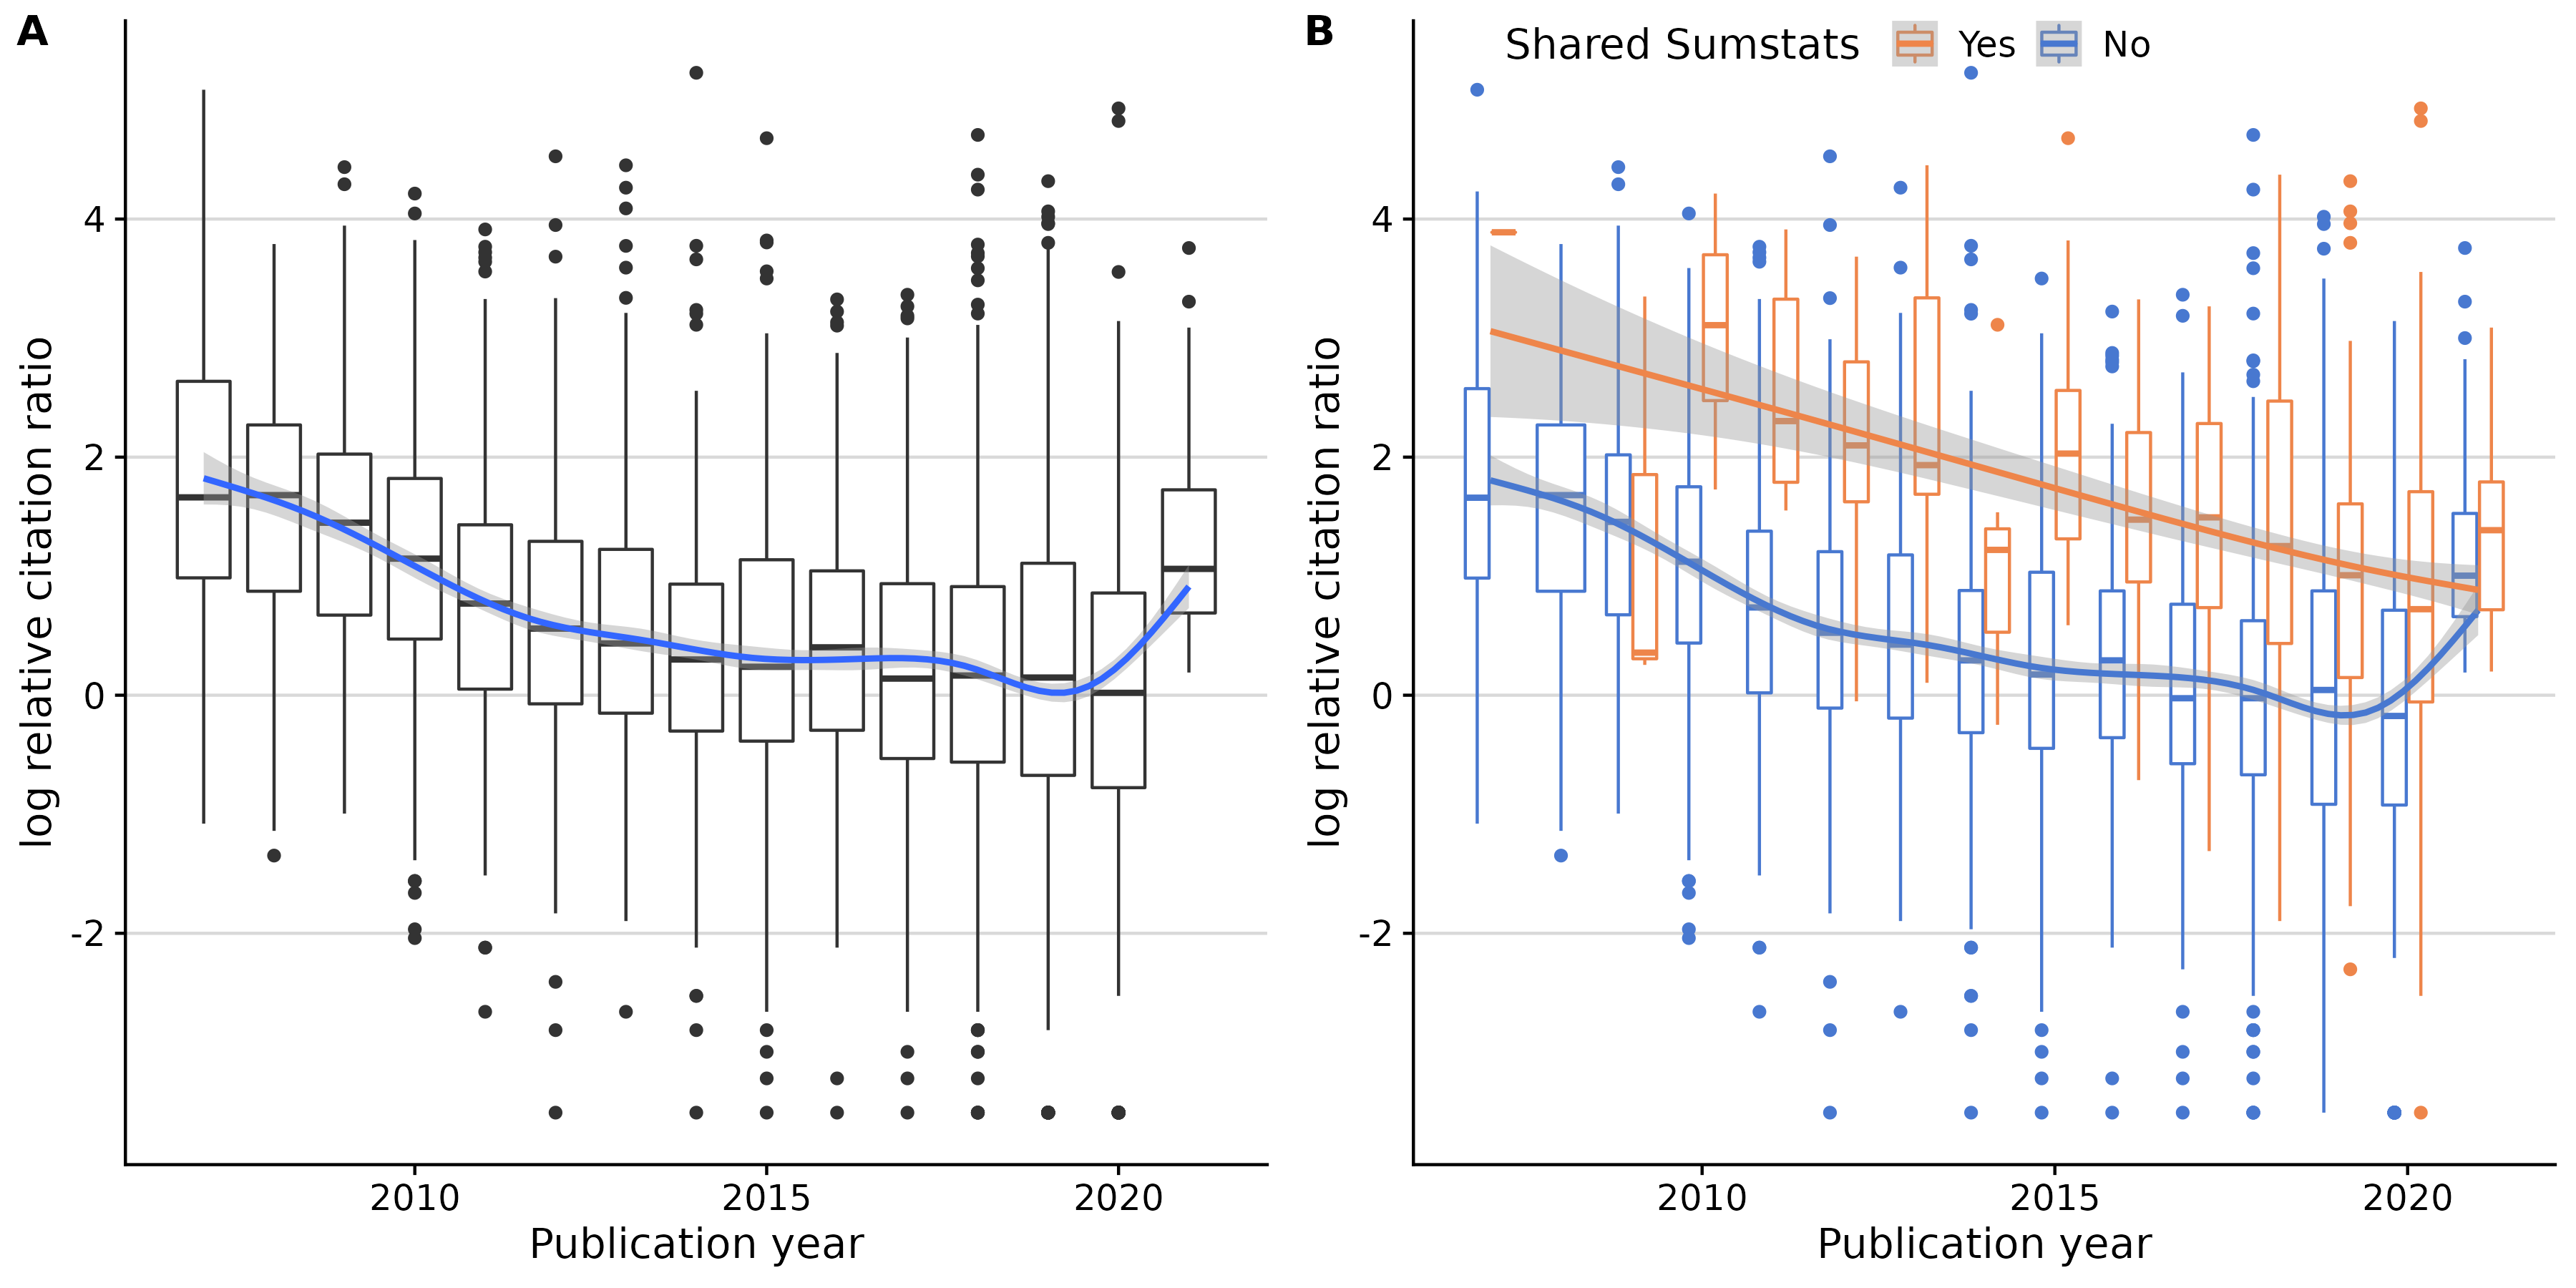 A
log relative citation ratio
4
2
0
-2
2010 2015 2020
Publication year
B
Shared Sumstats Yes No
log relative citation ratio
4
2
0
-2
2010 2015 2020
Publication year